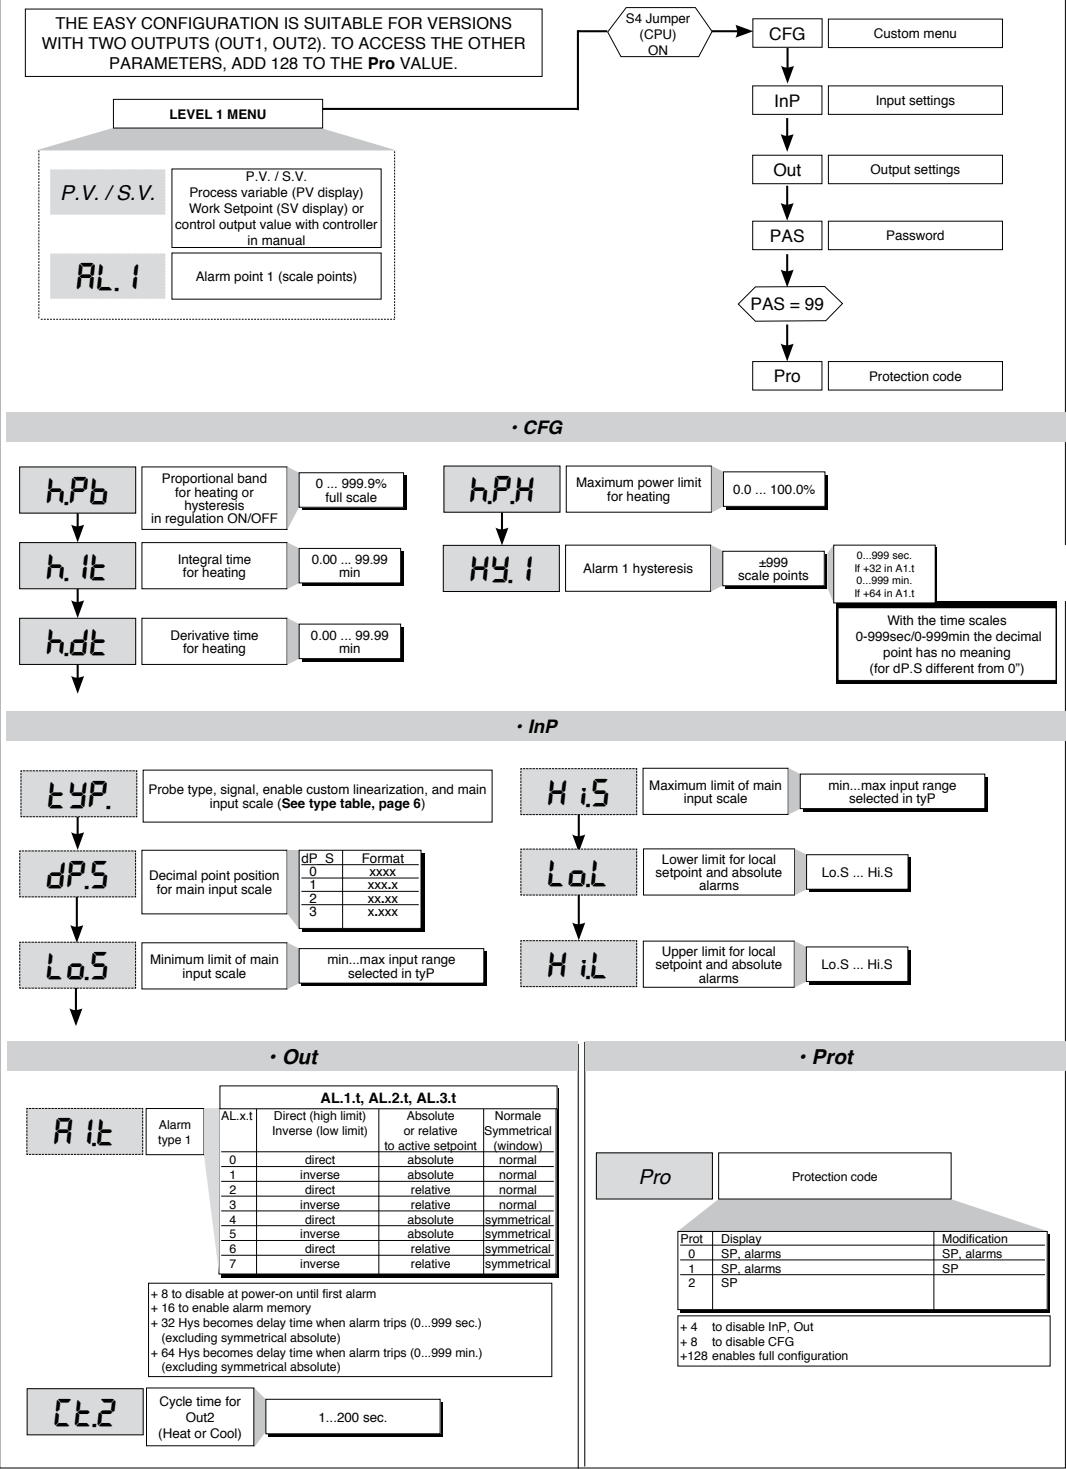 THE EASY CONFIGURATION IS SUITABLE FOR VERSIONS
WITH TWO OUTPUTS (OUT1, OUT2). TO ACCESS THE OTHER
PARAMETERS, ADD 128 TO THE Pro VALUE.
LEVEL 1 MENU
P.V. / S.V.
P.V. / S.V.
Process variable (PV display)
Work Setpoint (SV display) or
control output value with controller
in manual
AL. 1
Alarm point 1 (scale points)
S4 Jumper
(CPU)
ON
CFG
Custom menu
InP
Input settings
Out
Output settings
PAS
Password
PAS = 99
Pro
Protection code
• CFG
h.Pb
Proportional band
for heating or
hysteresis
in regulation ON/OFF
0 ... 999.9%
full scale
h. It
Integral time
for heating
0.00 ... 99.99
min
h.dt
Derivative time
for heating
0.00 ... 99.99
min
h.P.H
Maximum power limit
for heating
0.0 ... 100.0%
HY. 1
Alarm 1 hysteresis
±999
scale points
0...999 sec.
If +32 in A1.t
0...999 min.
If +64 in A1.t
With the time scales
0-999sec/0-999min the decimal
point has no meaning
(for dP.S different from 0")
• InP
tYP.
Probe type, signal, enable custom linearization, and main
input scale (See type table, page 6)
dP.S
Decimal point position
for main input scale
dP_S Format
0 xxxx
1 xxx.x
2 xx.xx
3 x.xxx
Lo.S
Minimum limit of main
input scale
min...max input range
selected in tyP
Hi.S
Maximum limit of main
input scale
min...max input range
selected in tyP
Lo.L
Lower limit for local
setpoint and absolute
alarms
Lo.S ... Hi.S
Hi.L
Upper limit for local
setpoint and absolute
alarms
Lo.S ... Hi.S
• Out
A1.t
Alarm
type 1
AL.1.t, AL.2.t, AL.3.t
AL.x.t Direct (high limit) Absolute Normale
Inverse (low limit) or relative Symmetrical
to active setpoint (window)
0 direct absolute normal
1 inverse absolute normal
2 direct relative normal
3 inverse relative normal
4 direct absolute symmetrical
5 inverse absolute symmetrical
6 direct relative symmetrical
7 inverse relative symmetrical
+ 8 to disable at power-on until first alarm
+ 16 to enable alarm memory
+ 32 Hys becomes delay time when alarm trips (0...999 sec.)
(excluding symmetrical absolute)
+ 64 Hys becomes delay time when alarm trips (0...999 min.)
(excluding symmetrical absolute)
Ct.2
Cycle time for
Out2
(Heat or Cool)
1...200 sec.
• Prot
Pro
Protection code
Prot Display Modification
0 SP, alarms SP, alarms
1 SP, alarms SP
2 SP
+ 4 to disable InP, Out
+ 8 to disable CFG
+128 enables full configuration